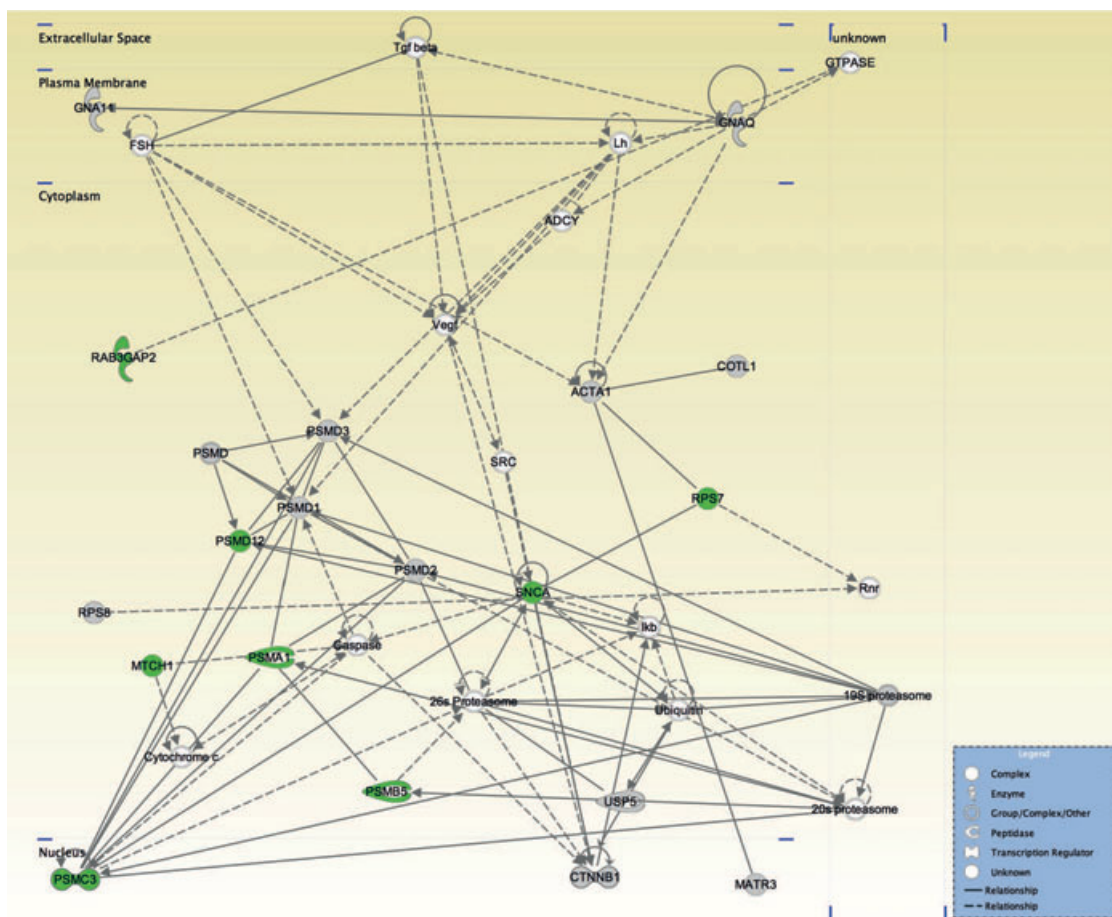 Extracellular Space
unknown
Tgf beta
GTPASE
Plasma Membrane
GNA11
GNAQ
FSH
Lh
Cytoplasm
ADCY
Vegf
RAB3GAP2
COTL1
ACTA1
PSMD3
PSMD
SRC
RPS7
PSMD1
PSMD12
PSMD2
SNCA
Rnr
RPS8
Ikb
Caspase
MTCH1
PSMA1
19S proteasome
26s Proteasome
Ubiquitin
Cytochrome c
PSMB5
USP5
20s proteasome
Nucleus
PSMC3
CTNNB1
MATR3
Legend
Complex
Enzyme
Group/Complex/Other
Peptidase
Transcription Regulator
Unknown
Relationship
Relationship